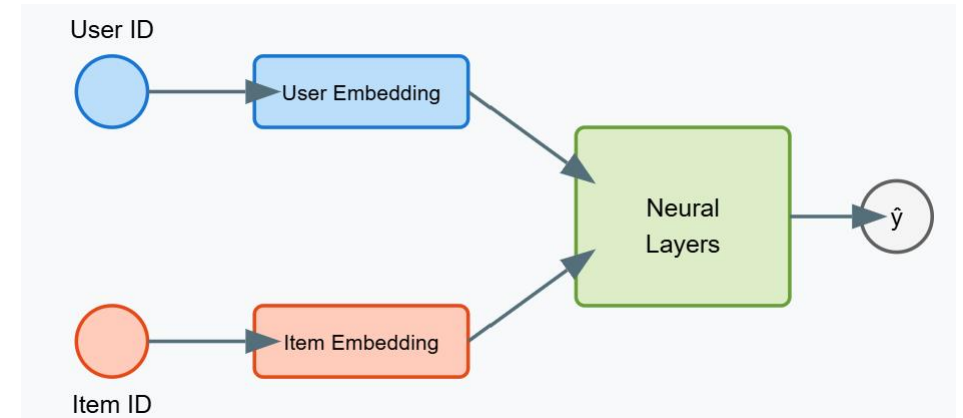 User ID
User Embedding
Neural
Layers
ŷ
Item Embedding
Item ID